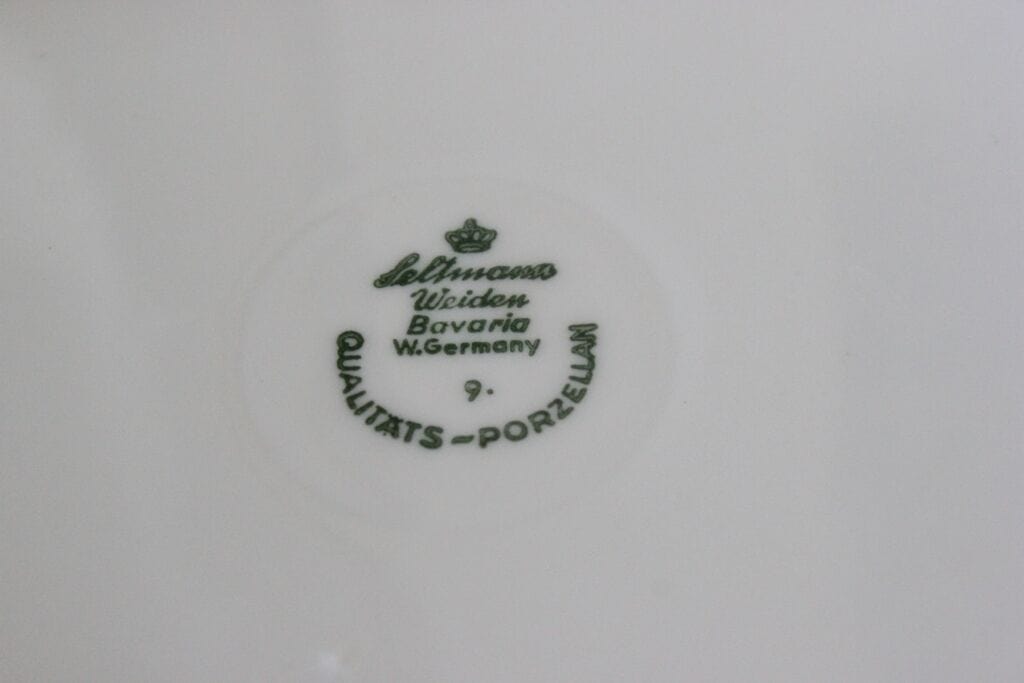 Seltmann
Weiden
Bavaria
W.Germany
9.
QUALITÄTS-PORZELLAN